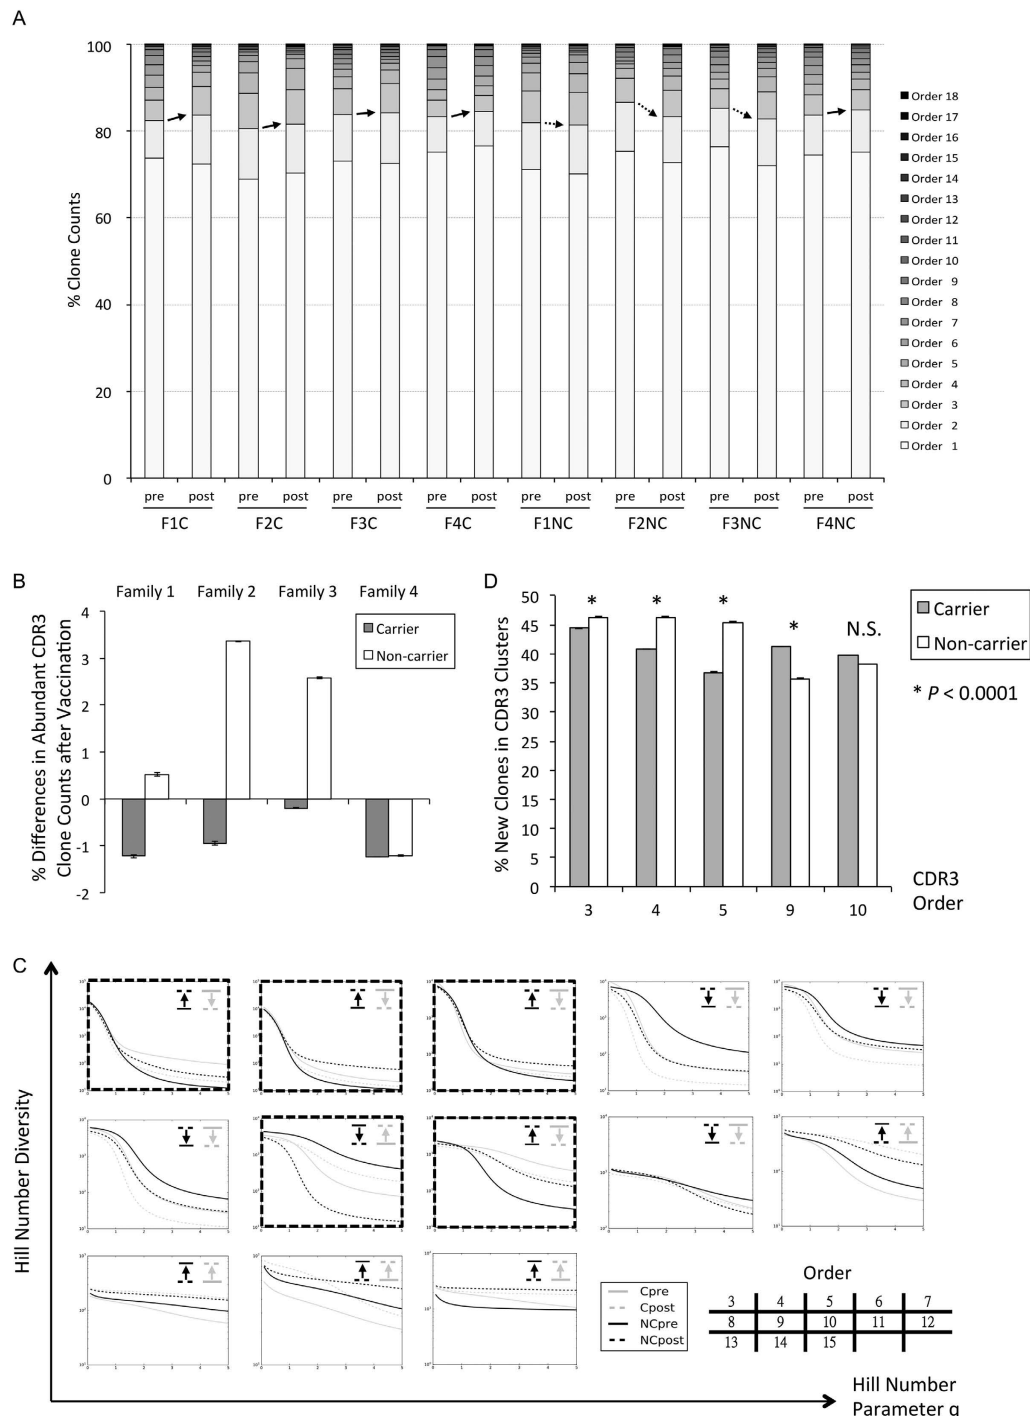 A
100
80
60
40
20
0
% Clone Counts
pre post pre post pre post pre post pre post pre post pre post pre post
F1C F2C F3C F4C F1NC F2NC F3NC F4NC
Order 18
Order 17
Order 16
Order 15
Order 14
Order 13
Order 12
Order 11
Order 10
Order 9
Order 8
Order 7
Order 6
Order 5
Order 4
Order 3
Order 2
Order 1
B
Family 1 Family 2 Family 3 Family 4
4
3
2
1
0
-1
-2
% Differences in Abundant CDR3
Clone Counts after Vaccination
Carrier
Non-carrier
D
50
45
40
35
30
25
20
15
10
5
0
% New Clones in CDR3 Clusters
* * * * N.S.
3 4 5 9 10
CDR3
Order
Carrier
Non-carrier
* P < 0.0001
C
Hill Number Diversity
Cpre
Cpost
NCpre
NCpost
Order
3 4 5 6 7
8 9 10 11 12
13 14 15
Hill Number
Parameter q